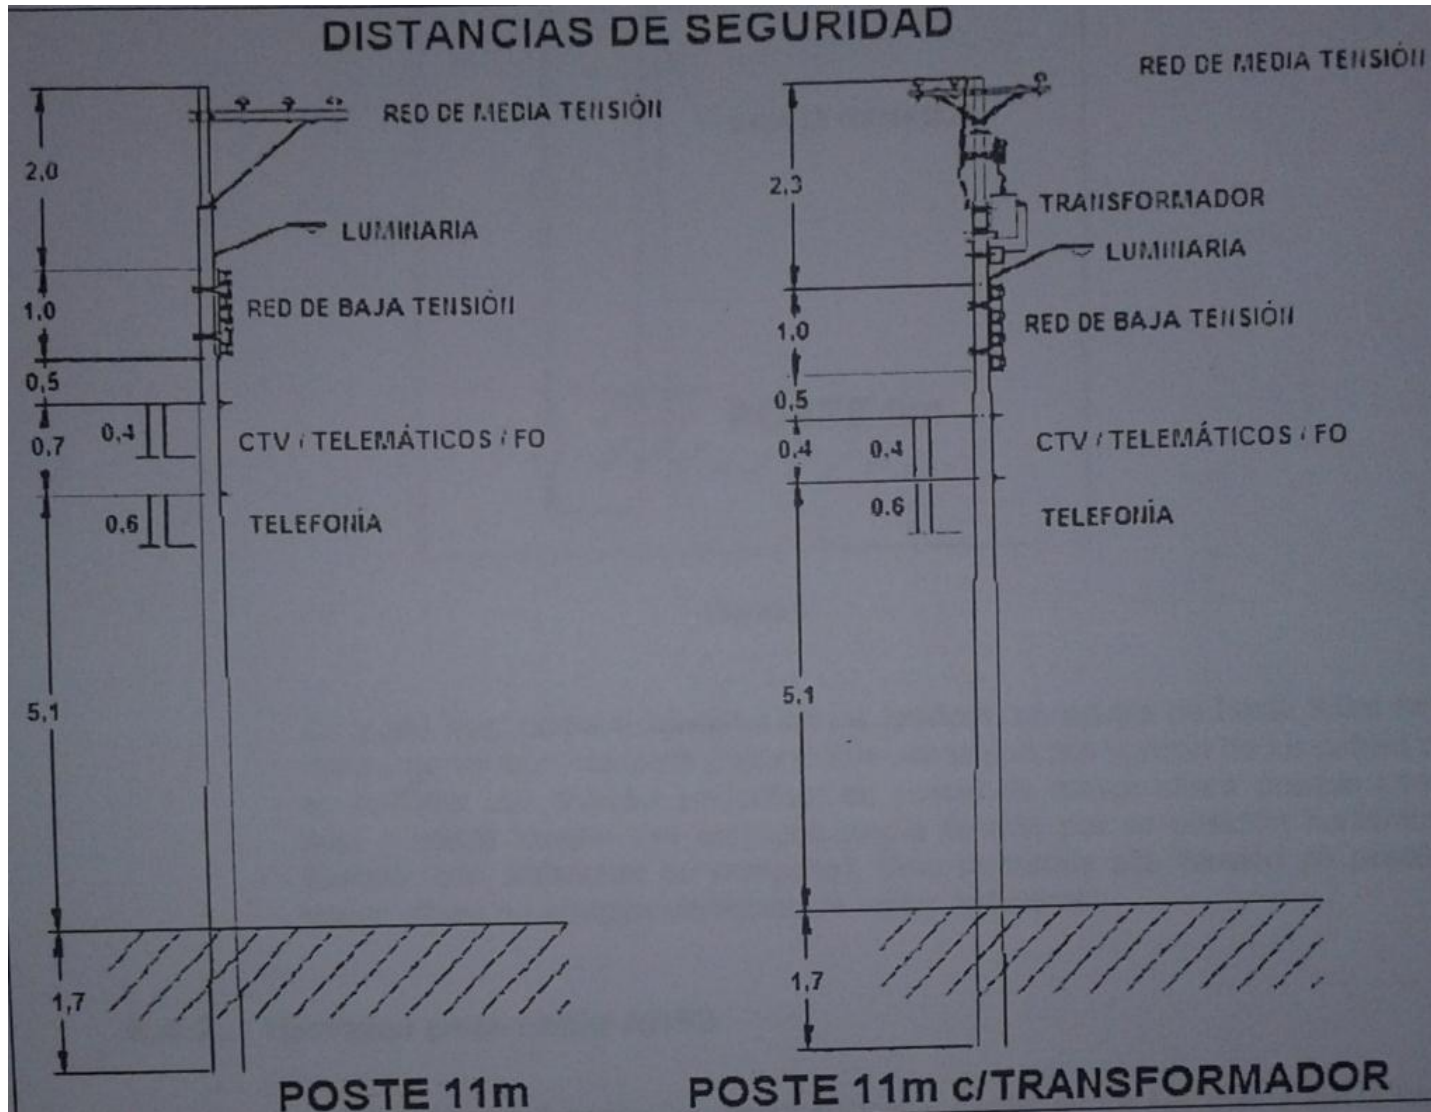 DISTANCIAS DE SEGURIDAD
RED DE MEDIA TENSIÓN
2,0
LUMINARIA
1,0
RED DE BAJA TENSIÓN
0,5
0,7
0,4
CTV / TELEMÁTICOS / FO
0.6
TELEFONÍA
5,1
1,7
POSTE 11m
RED DE MEDIA TENSIÓN
2,3
TRANSFORMADOR
LUMINARIA
1,0
RED DE BAJA TENSIÓN
0,5
0,4
0,4
CTV / TELEMÁTICOS / FO
0.6
TELEFONÍA
5,1
1,7
POSTE 11m c/TRANSFORMADOR